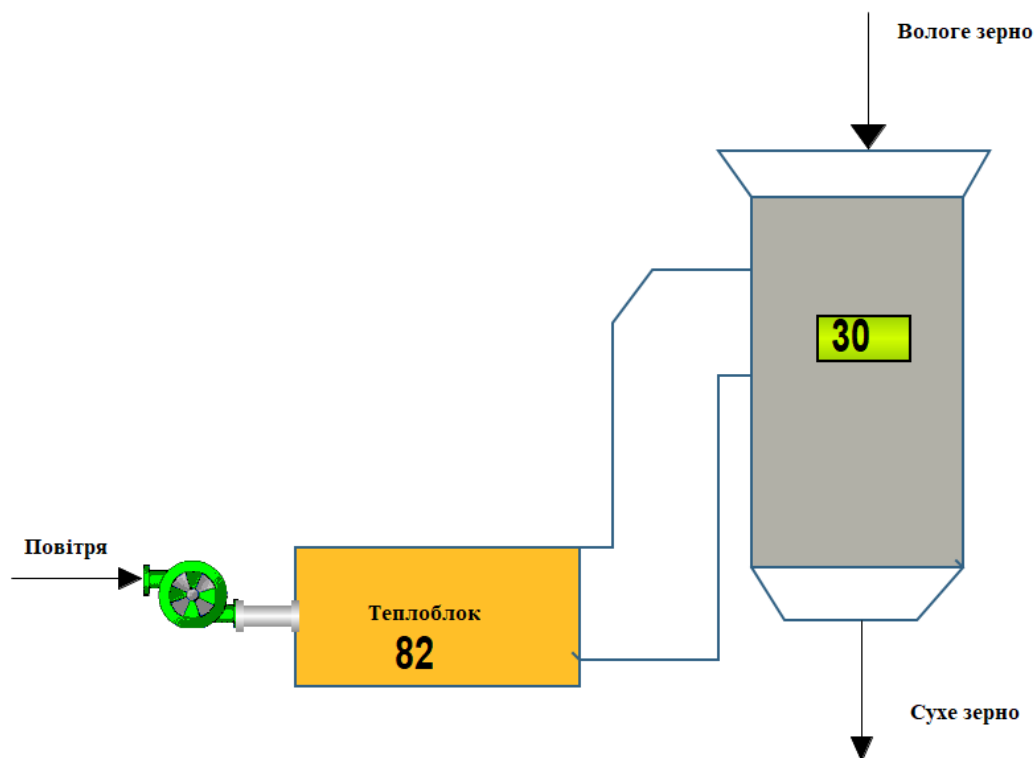 Вологе зерно
30
Повітря
Теплоблок
82
Сухе зерно